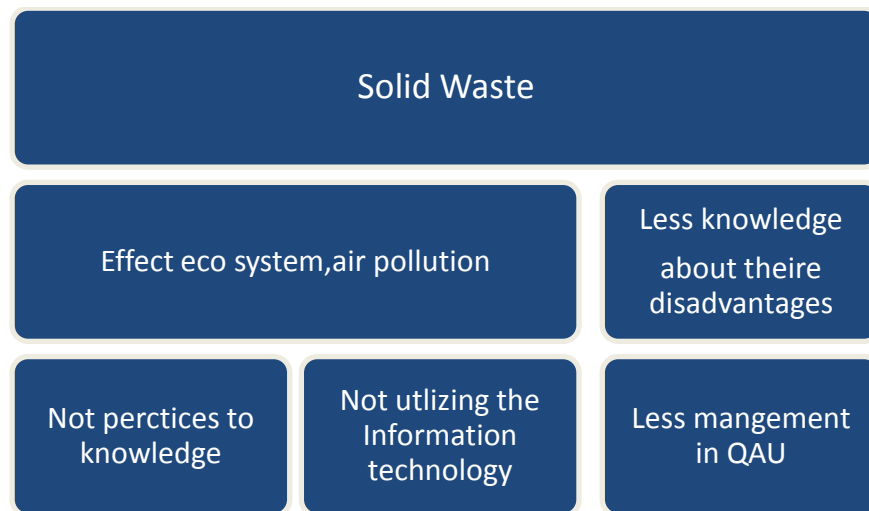 Solid Waste
Effect eco system,air pollution
Less knowledge
about theire
disadvantages
Not perctices to
knowledge
Not utlizing the
Information
technology
Less mangement
in QAU